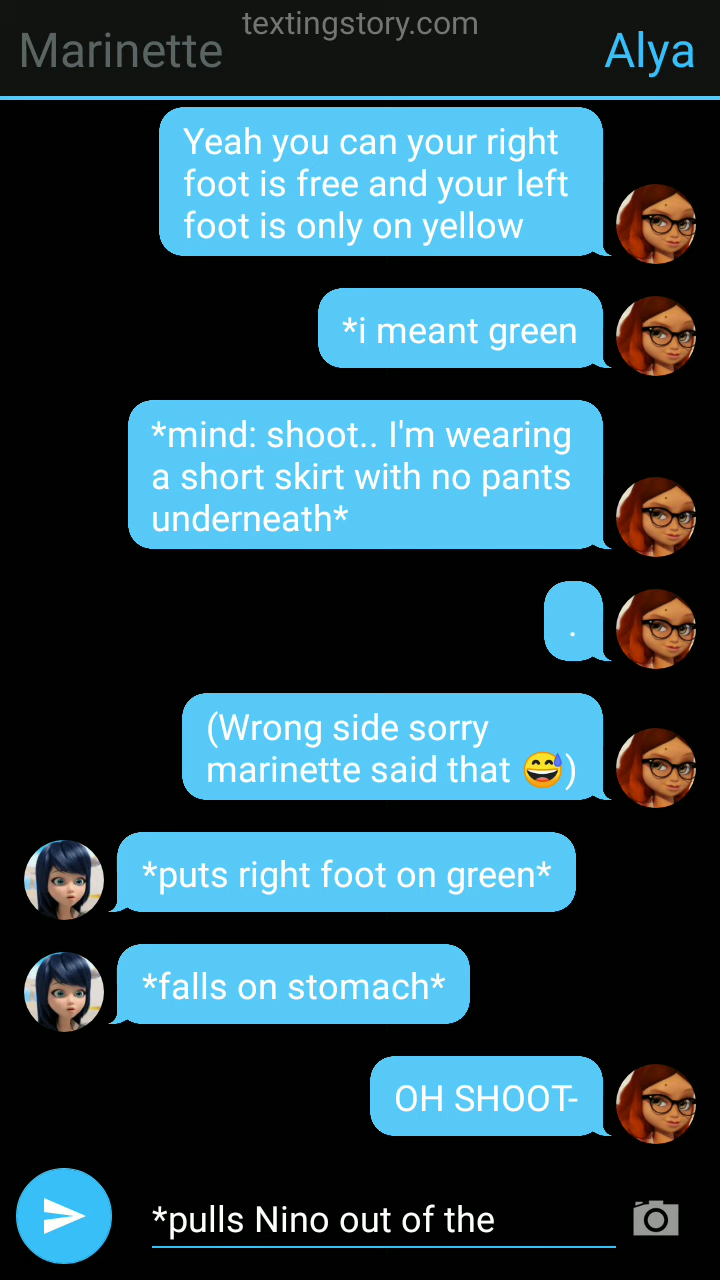 textingstory.com
Marinette
Alya
Yeah you can your right
foot is free and your left
foot is only on yellow
*i meant green
*mind: shoot.. I'm wearing
a short skirt with no pants
underneath*
.
(Wrong side sorry
marinette said that 😅)
*puts right foot on green*
*falls on stomach*
OH SHOOT-
*pulls Nino out of the